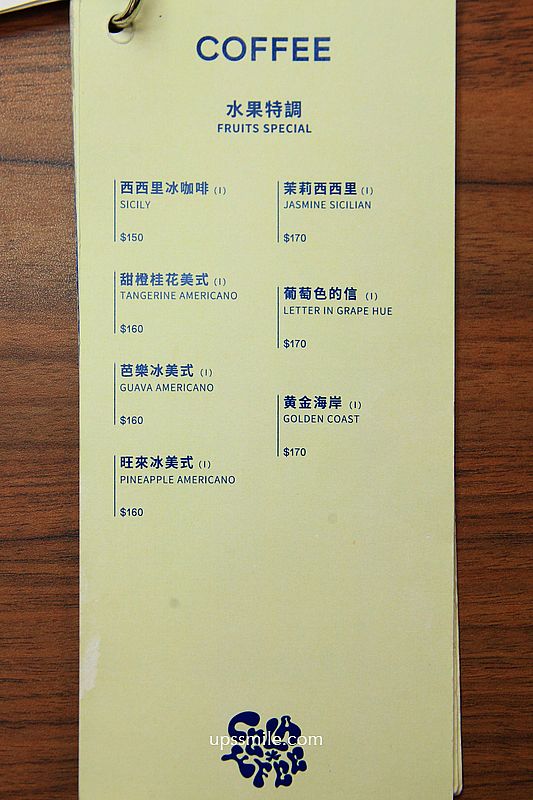 COFFEE
水果特調
FRUITS SPECIAL
西西里冰咖啡 (I)
SICILY
$150
甜橙桂花美式 (I)
TANGERINE AMERICANO
$160
芭樂冰美式 (I)
GUAVA AMERICANO
$160
旺來冰美式 (I)
PINEAPPLE AMERICANO
$160
茉莉西西里 (I)
JASMINE SICILIAN
$170
葡萄色的信 (I)
LETTER IN GRAPE HUE
$170
黃金海岸 (I)
GOLDEN COAST
$170
upssmile.com